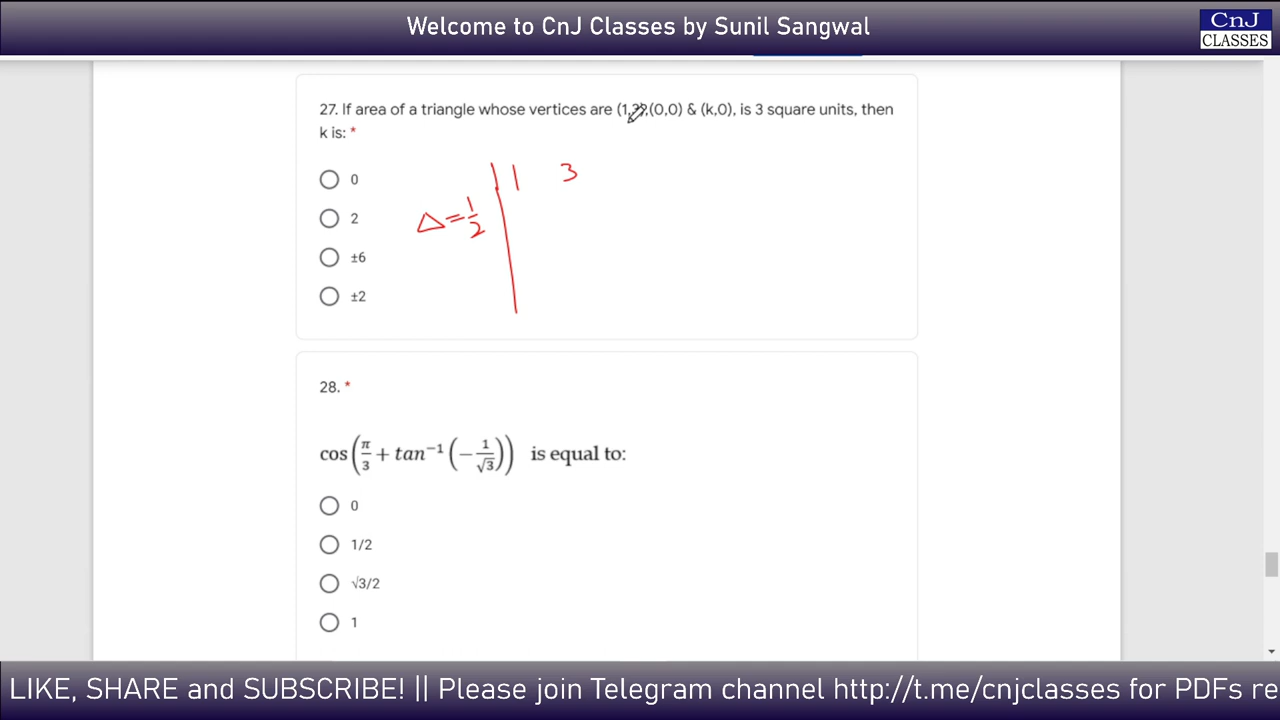 Welcome to CnJ Classes by Sunil Sangwal
CnJ
CLASSES
27. If area of a triangle whose vertices are (1,3),(0,0) & (k,0), is 3 square units, then
k is: *
0
2
±6
±2
Δ = 1/2 | 1 3
28. *
cos(π/3 + tan⁻¹(−1/√3)) is equal to:
0
1/2
√3/2
1
LIKE, SHARE and SUBSCRIBE! || Please join Telegram channel http://t.me/cnjclasses for PDFs re